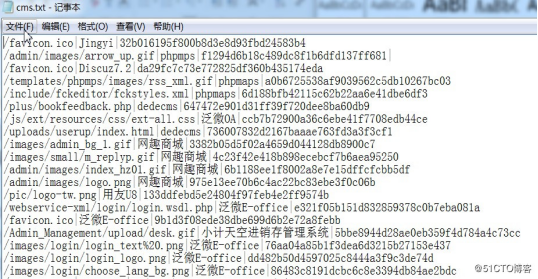 cms.txt - 记事本
文件(F) 编辑(E) 格式(O) 查看(V) 帮助(H)
/favicon.ico|Jingyi|32b016195f800b8d3e8d93fbd24583b4
/admin/images/arrow_up.gif|phpmps|f1294d6b18c489dc8f1b6dfd137ff681|
/favicon.ico|Discuz7.2|da29fc7c73e772825df360b435174eda
/templates/phpmps/images/rss_xml.gif|phpmaps|a0b6725538af9039562c5db10267bc03
/include/fckeditor/fckstyles.xml|phpmaps|6d188bfb42115c62b22aa6e41dbe6df3
/plus/bookfeedback.php|dedecms|647472e901d31ff39f720dee8ba60db9
/js/ext/resources/css/ext-all.css|泛微OA|ccb7b72900a36c6ebe41f7708edb44ce
/uploads/userup/index.html|dedecms|736007832d2167baaae763fd3a3f3cf1
/images/admin_bg_1.gif|网趣商城|3382b05d5f02a4659d044128db8900c7
/images/small/m_replyp.gif|网趣商城|4c23f42e418b898ecebcf7b6aea95250
/admin/images/index_hz01.gif|网趣商城|6b1188ee1f8002a8e7e15dffcfcbb5df
/admin/images/logo.png|网趣商城|975e13ee70b6c4ac22bc83ebe3f0c06b
/pic/logo-tw.png|用友U8|133ddfebd5e24804f97feb4e2ff9574b
/webservice-xml/login/login.wsdl.php|泛微E-office|e321f05b151d832859378c0b7eba081a
/favicon.ico|泛微E-office|9b1d3f08ede38dbe699d6b2e72a8febb
/Admin_Management/upload/desk.gif|小计天空进销存管理系统|5bbe8944d28ae0eb359f4d784a4c73cc
/images/login/login_text%20.png|泛微E-office|76aa04a85b1f3dea6d3215b27153e437
/images/login/login_logo.png|泛微E-office|dd482b50d4597025c8444a3f9c3de74d
/images/login/choose_lang_bg.png|泛微E-office|86483c8191dcbc6c8e3394db84ae2bdc
@51CTO博客